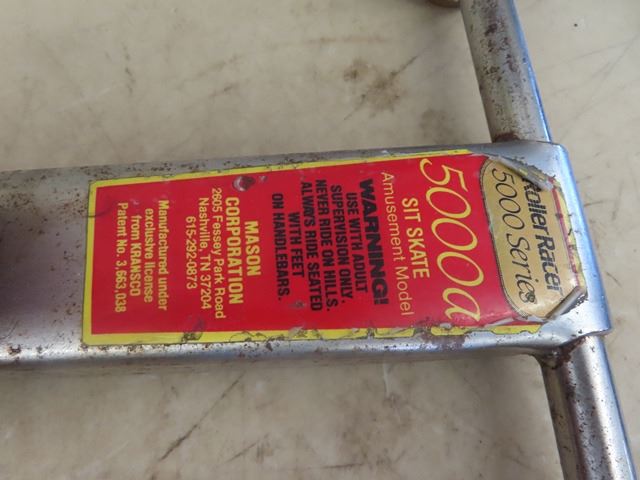 Roller Racer
5000 Series
5000a
SIT SKATE
Amusement Model
WARNING!
USE WITH ADULT
SUPERVISION ONLY.
NEVER RIDE ON HILLS.
ALWAYS RIDE SEATED
WITH FEET
ON HANDLEBARS.
MASON
CORPORATION
2605 Fessey Park Road
Nashville, TN 37204
615-292-0873
Manufactured under
exclusive license
from KRANSCO
Patent No. 3,663,038